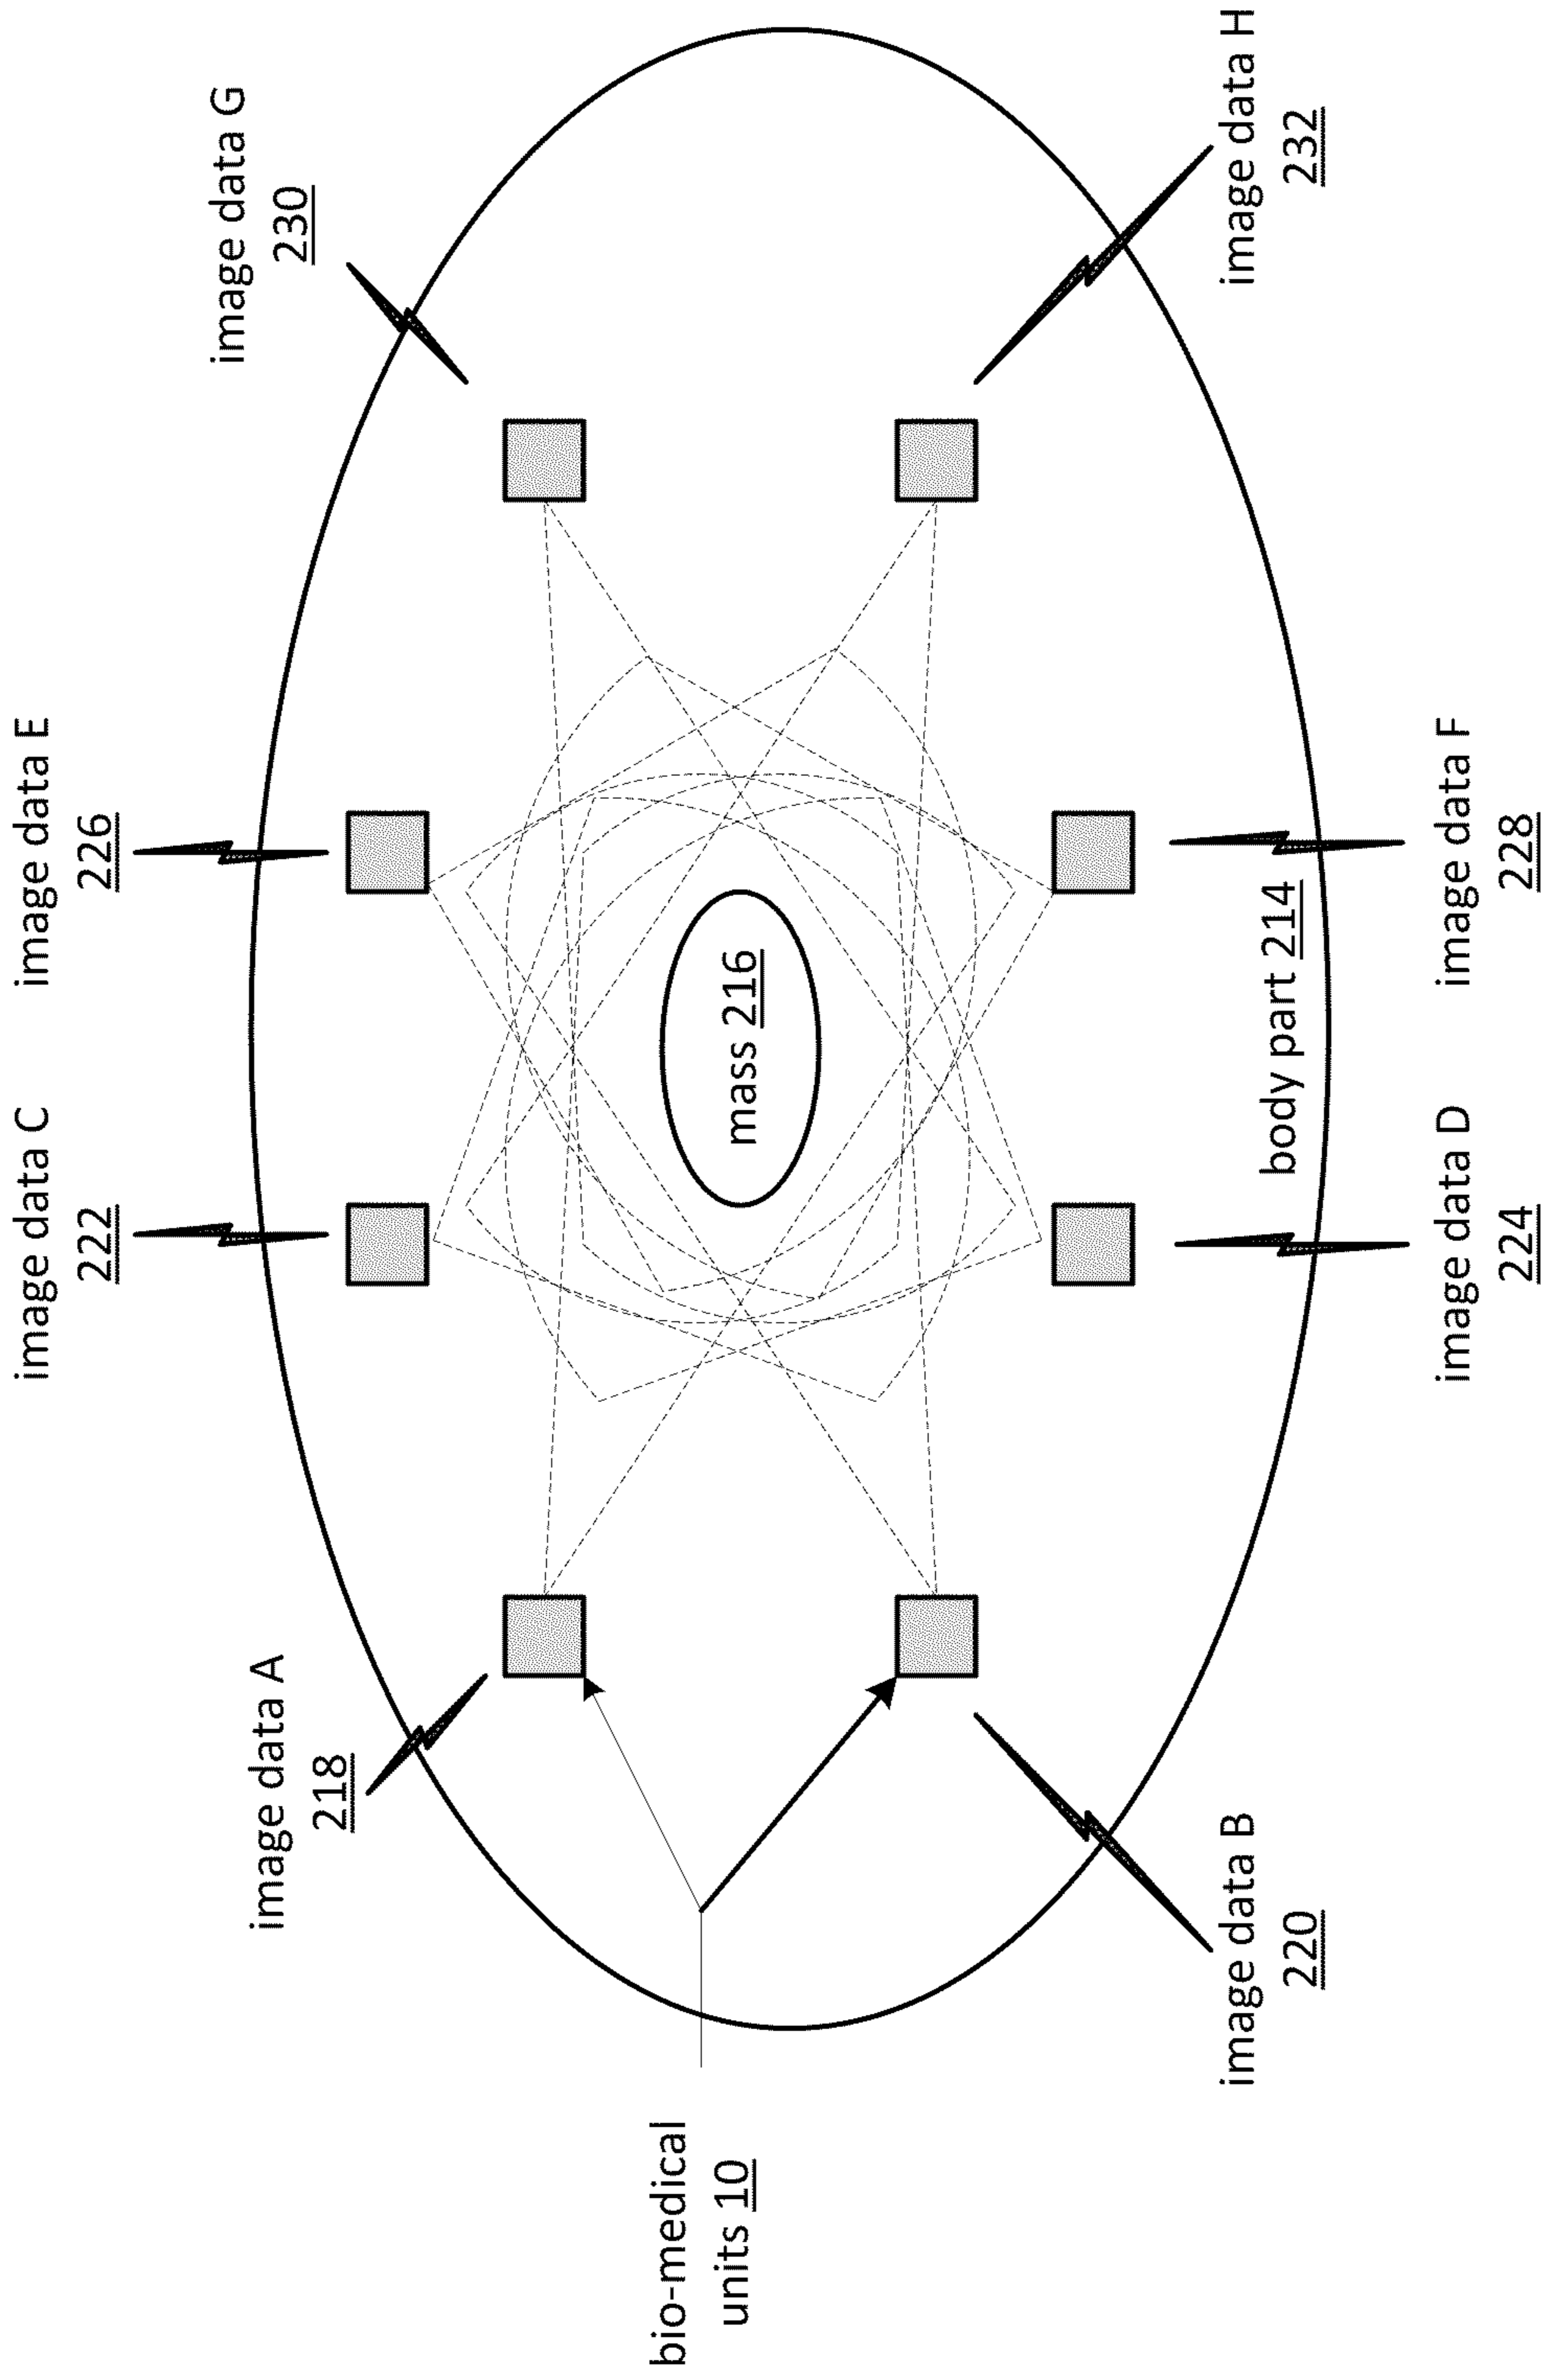 image data C
222
image data E
226
image data A
218
image data G
230
mass 216
bio-medical
units 10
body part 214
image data B
220
image data H
232
image data D
224
image data F
228